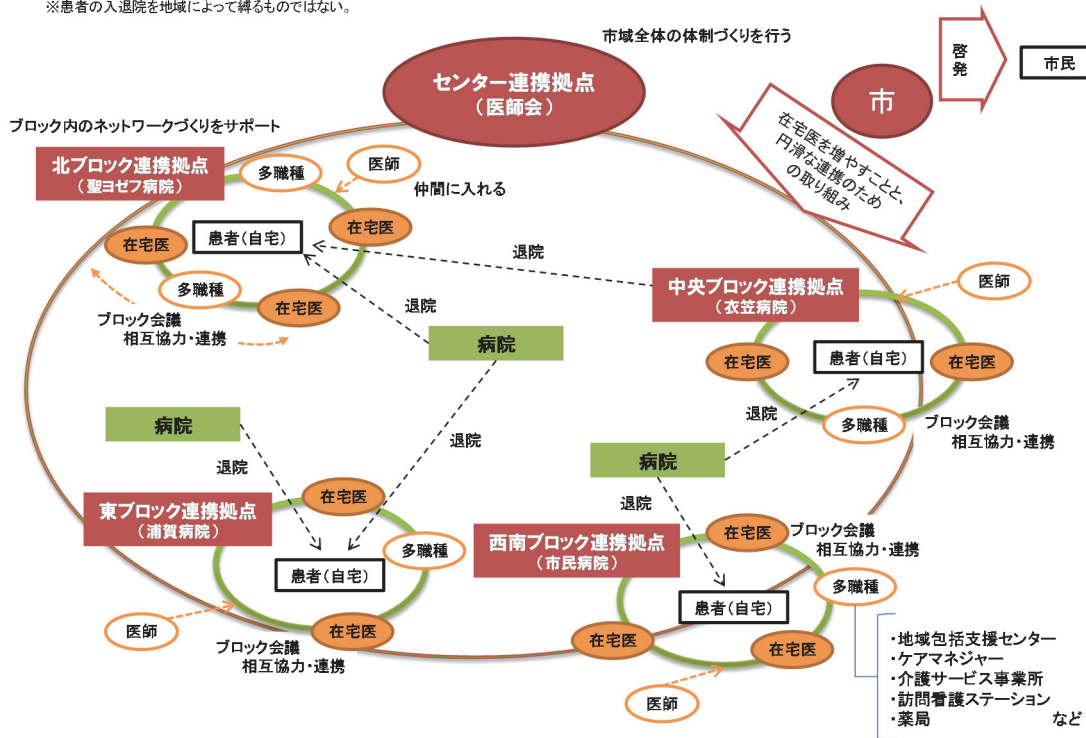 ※患者の入退院を地域によって縛るものではない。
市域全体の体制づくりを行う
センター連携拠点
（医師会）
市
啓
発
市民
在宅医を増やすことと、
円滑な連携のため
の取り組み
ブロック内のネットワークづくりをサポート
北ブロック連携拠点
（聖ヨゼフ病院）
多職種
医師
仲間に入れる
在宅医
患者（自宅）
在宅医
多職種
在宅医
ブロック会議
相互協力・連携
退院
退院
病院
中央ブロック連携拠点
（衣笠病院）
医師
在宅医
患者（自宅）
在宅医
多職種
ブロック会議
相互協力・連携
退院
病院
退院
退院
病院
退院
東ブロック連携拠点
（浦賀病院）
在宅医
多職種
患者（自宅）
医師
在宅医
ブロック会議
相互協力・連携
西南ブロック連携拠点
（市民病院）
在宅医
ブロック会議
相互協力・連携
多職種
患者（自宅）
在宅医
在宅医
医師
・地域包括支援センター
・ケアマネジャー
・介護サービス事業所
・訪問看護ステーション
・薬局 など